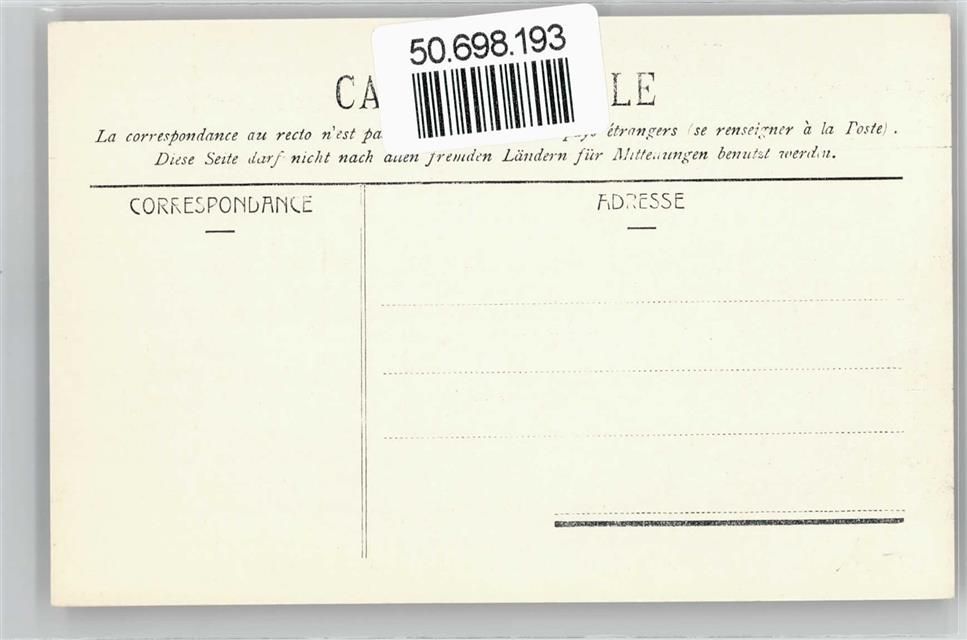 50.698.193
CA LE
La correspondance au recto n'est pa étrangers (se renseigner à la Poste).
Diese Seite darf nicht nach allen fremden Ländern für Mitteilungen benutzt werden.
CORRESPONDANCE
ADRESSE